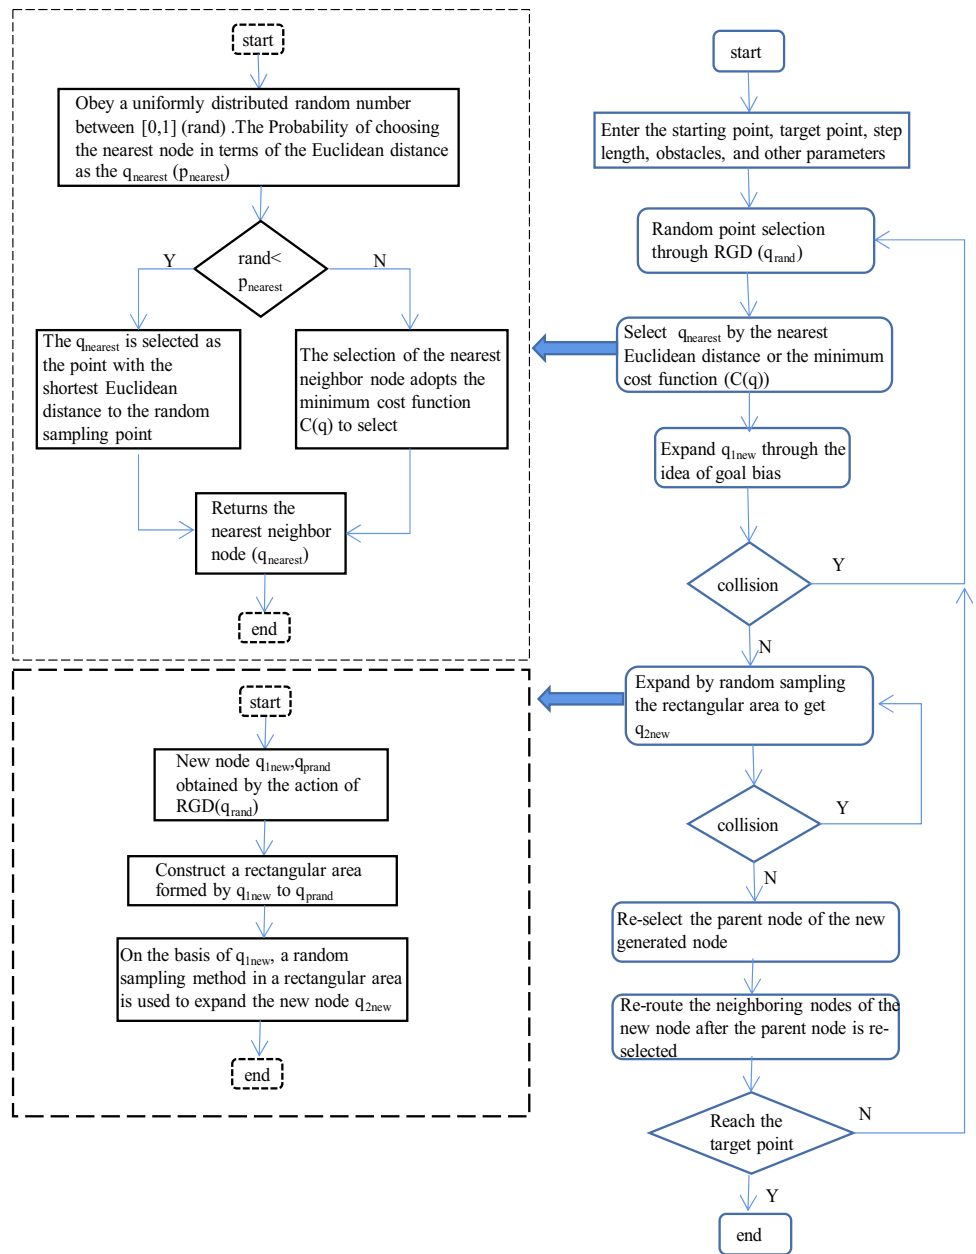 start
Obey a uniformly distributed random number
between [0,1] (rand) .The Probability of choosing
the nearest node in terms of the Euclidean distance
as the qnearest (pnearest)
rand<
pnearest
Y
N
The qnearest is selected as
the point with the
shortest Euclidean
distance to the random
sampling point
The selection of the nearest
neighbor node adopts the
minimum cost function
C(q) to select
Returns the
nearest neighbor
node (qnearest)
end
start
New node q1new,qprand
obtained by the action of
RGD(qrand)
Construct a rectangular area
formed by q1new to qprand
On the basis of q1new, a random
sampling method in a rectangular area
is used to expand the new node q2new
end
start
Enter the starting point, target point, step
length, obstacles, and other parameters
Random point selection
through RGD (qrand)
Select qnearest by the nearest
Euclidean distance or the minimum
cost function (C(q))
Expand q1new through the
idea of goal bias
collision
Y
N
Expand by random sampling
the rectangular area to get
q2new
collision
Y
N
Re-select the parent node of the new
generated node
Re-route the neighboring nodes of the
new node after the parent node is re-
selected
Reach the
target point
N
Y
end